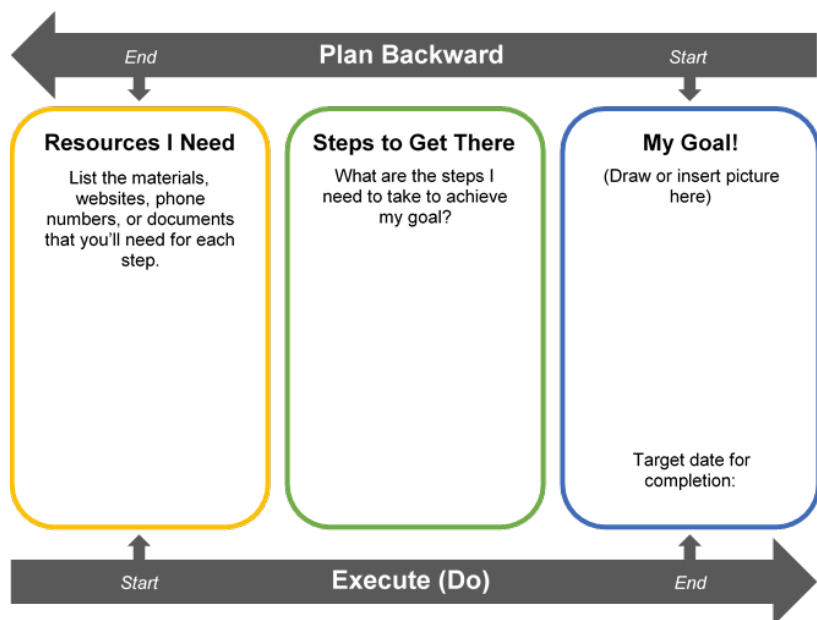 End Plan Backward Start
Resources I Need
List the materials,
websites, phone
numbers, or documents
that you’ll need for each
step.
Steps to Get There
What are the steps I
need to take to achieve
my goal?
My Goal!
(Draw or insert picture
here)
Target date for
completion:
Start Execute (Do) End